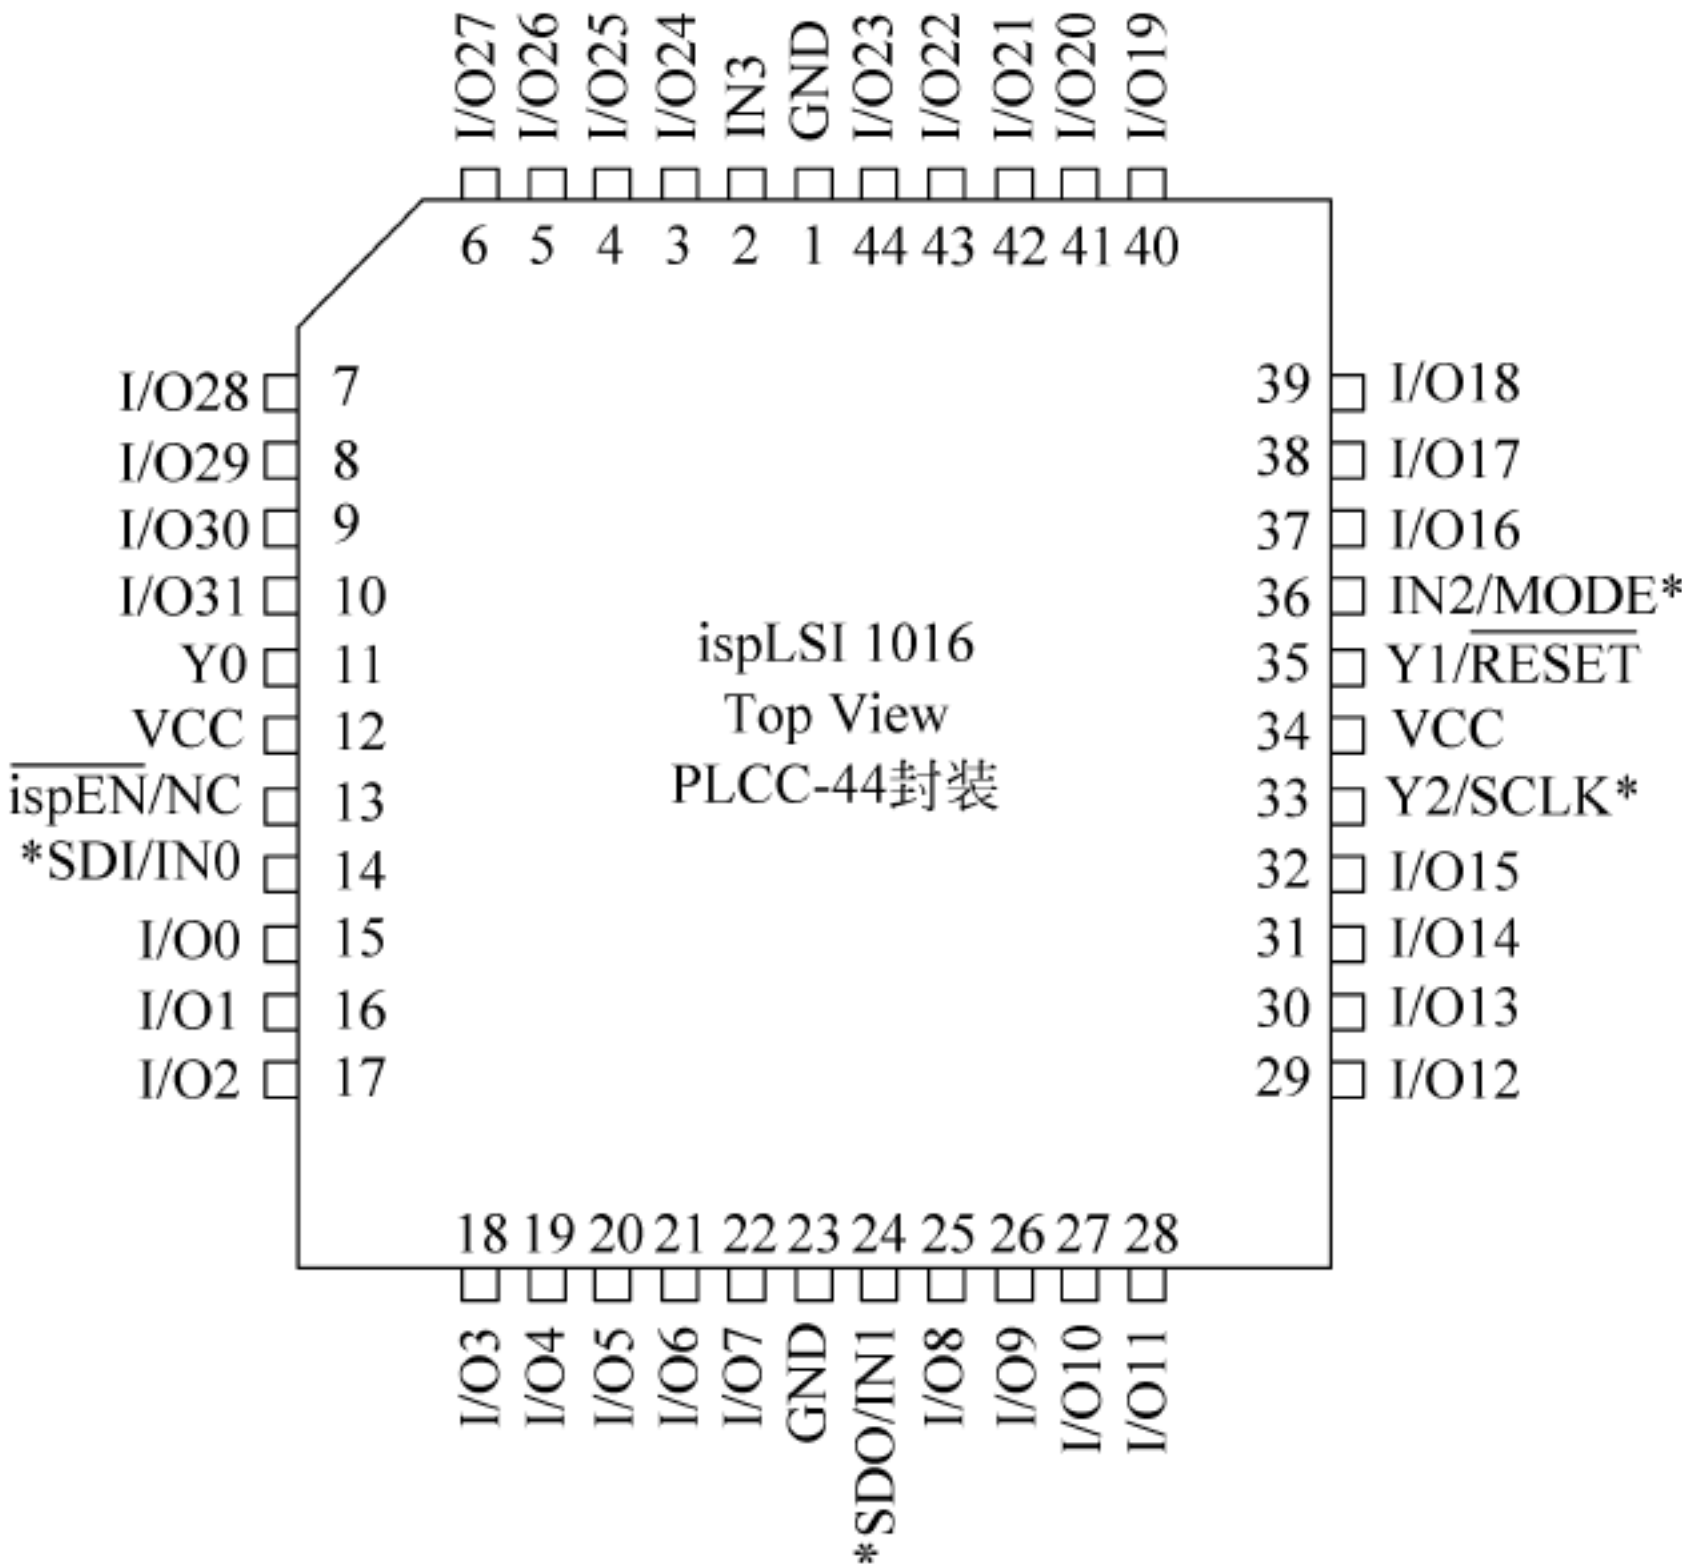 I/O27 I/O26 I/O25 I/O24 IN3 GND I/O23 I/O22 I/O21 I/O20 I/O19
6 5 4 3 2 1 44 43 42 41 40
I/O28 7 39 I/O18
I/O29 8 38 I/O17
I/O30 9 37 I/O16
I/O31 10 36 IN2/MODE*
Y0 11 35 Y1/RESET
VCC 12 34 VCC
ispEN/NC 13 33 Y2/SCLK*
*SDI/IN0 14 32 I/O15
I/O0 15 31 I/O14
I/O1 16 30 I/O13
I/O2 17 29 I/O12
ispLSI 1016
Top View
PLCC-44封装
18 19 20 21 22 23 24 25 26 27 28
I/O3 I/O4 I/O5 I/O6 I/O7 GND *SDO/IN1 I/O8 I/O9 I/O10 I/O11